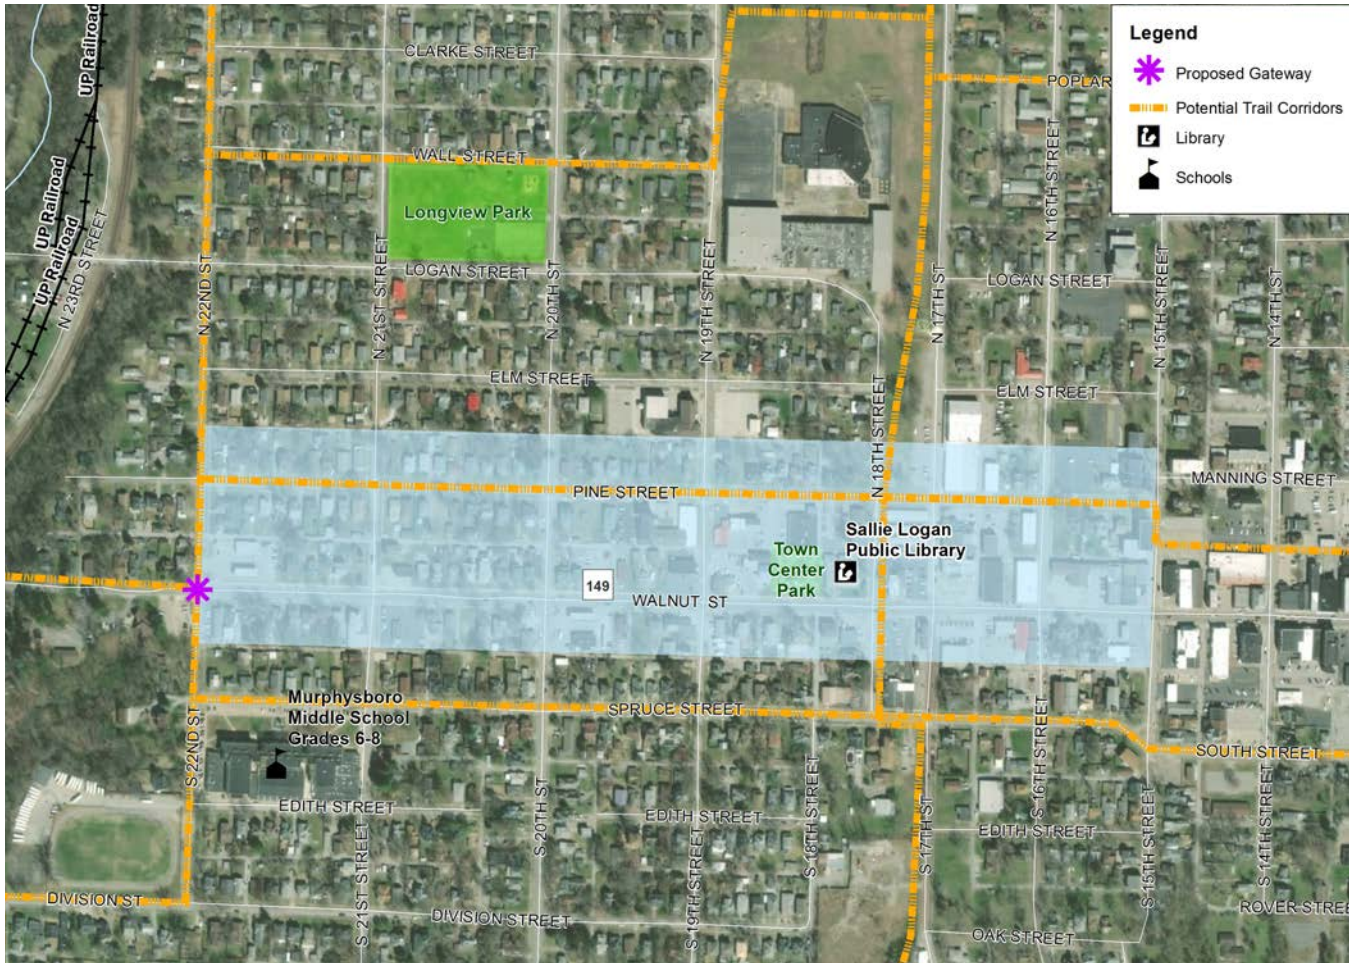 Legend
Proposed Gateway
Potential Trail Corridors
Library
Schools
UP Railroad
CLARKE STREET
POPLAR
WALL STREET
UP Railroad
Longview Park
N 16TH STREET
UP Railroad
N 23RD STREET
N 22ND ST
N 21ST STREET
LOGAN STREET
N 20TH ST
N 19TH STREET
N 17TH ST
LOGAN STREET
N 15TH STREET
N 14TH ST
ELM STREET
ELM STREET
N 18TH STREET
PINE STREET
MANNING STREET
Sallie Logan
Public Library
Town
Center
Park
149
WALNUT ST
Murphysboro
Middle School
Grades 6-8
SPRUCE STREET
SOUTH STREET
S 22ND ST
EDITH STREET
S 20TH ST
EDITH STREET
S 18TH STREET
S 17TH ST
S 16TH STREET
EDITH STREET
S 15TH STREET
S 14TH STREET
DIVISION ST
S 21ST STREET
DIVISION STREET
S 19TH STREET
OAK STREET
ROVER STREE